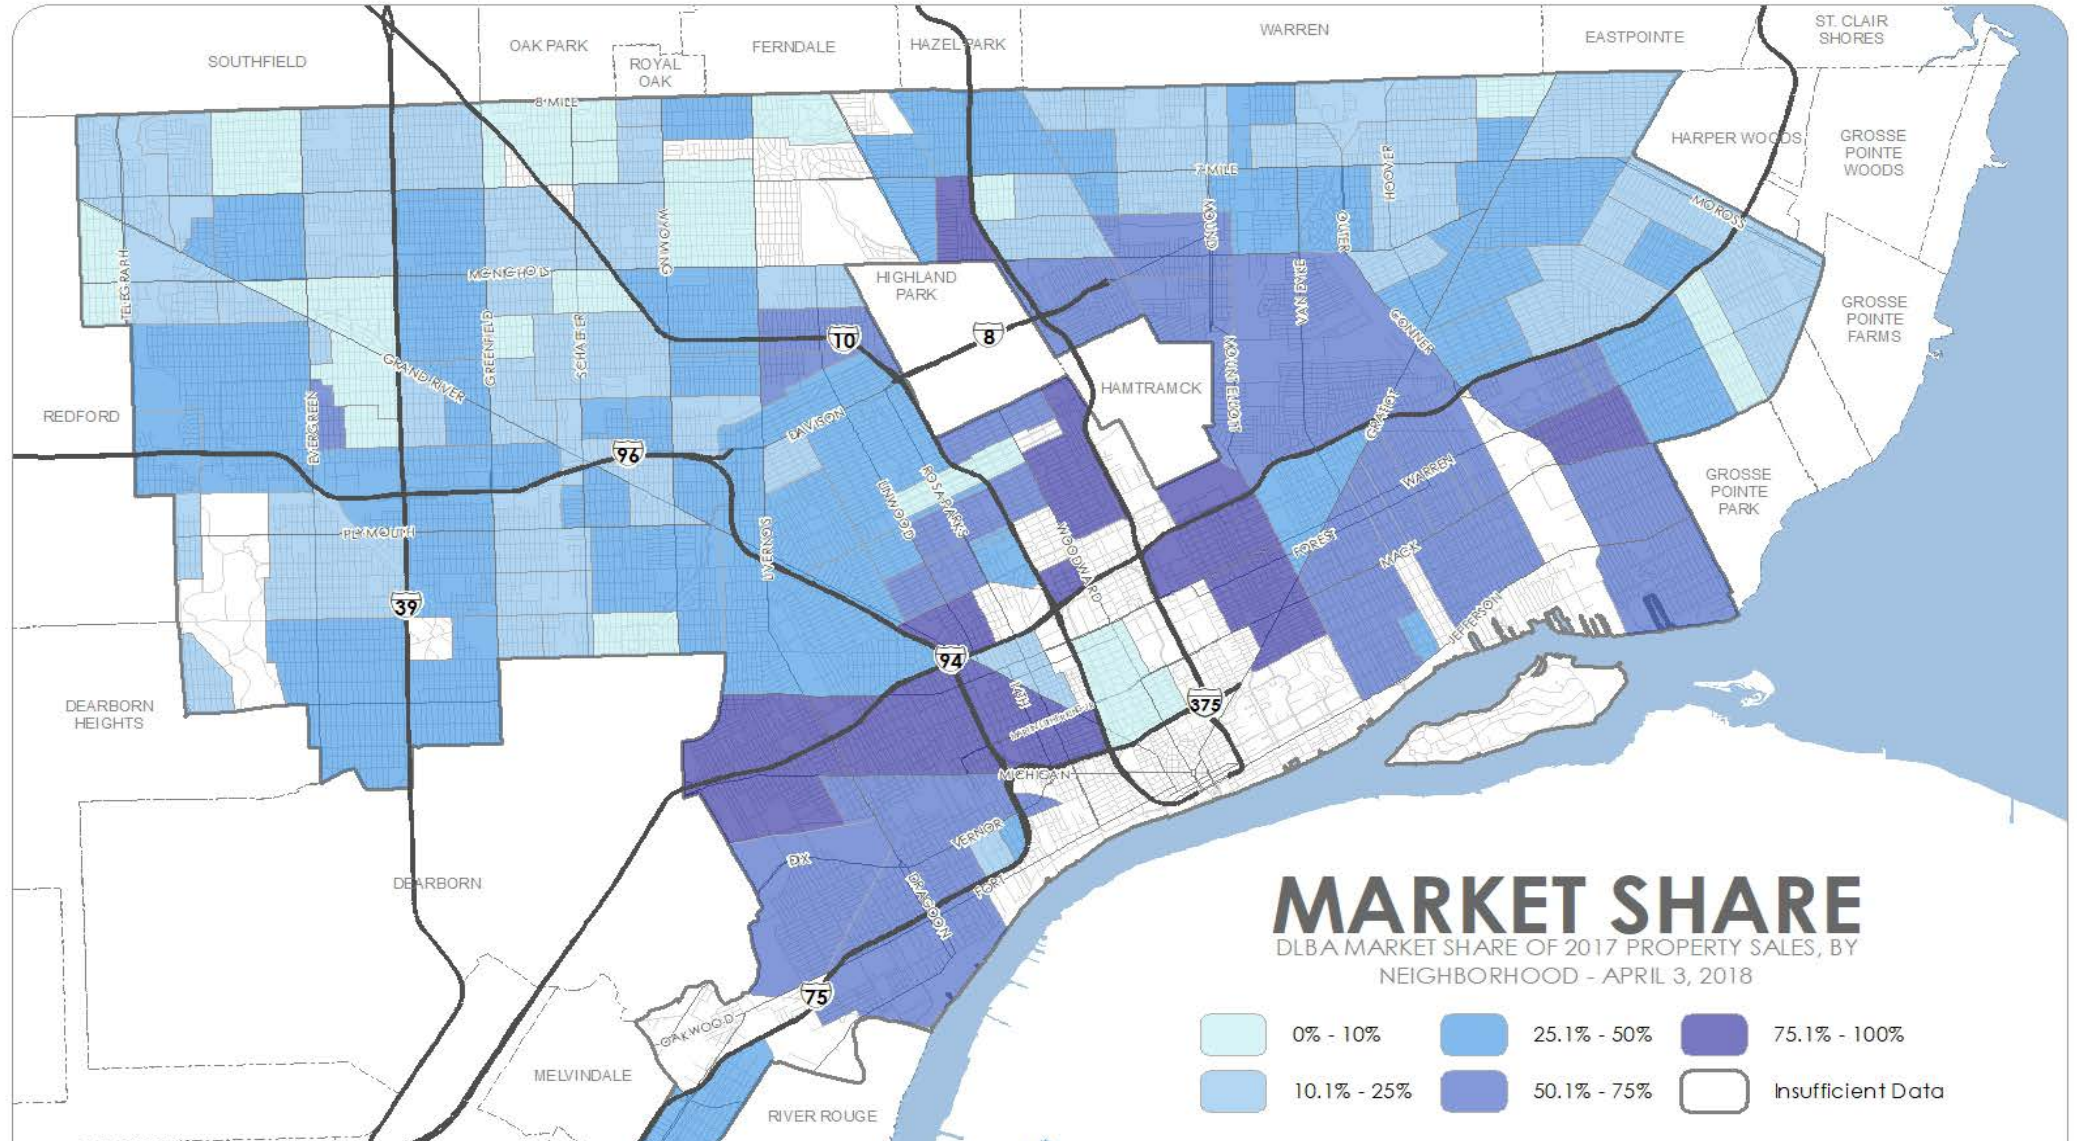 WARREN
ST. CLAIR
SHORES
OAK PARK
FERNDALE
HAZEL PARK
EASTPOINTE
SOUTHFIELD
ROYAL
OAK
8 MILE
HARPER WOODS
GROSSE
POINTE
WOODS
7 MILE
HOOVER
MOROSS
WYOMING
MOUND
OUTER
TELEGRAPH
MCNICHOLS
HIGHLAND
PARK
VAN DYKE
GROSSE
POINTE
FARMS
GREENFIELD
SCHAEFER
10
8
CONNER
GRAND RIVER
MOUNT ELLIOTT
HAMTRAMCK
REDFORD
EVERGREEN
DAVISON
GRATIOT
96
WARREN
GROSSE
POINTE
PARK
LINWOOD
ROSA PARKS
PLYMOUTH
LIVERNOIS
WOODWARD
FOREST
MACK
39
JEFFERSON
94
14TH
375
DEARBORN
HEIGHTS
MICHIGAN
VERNOR
DIX
DRAGOON
FORT
DEARBORN
MARKET SHARE
DLBA MARKET SHARE OF 2017 PROPERTY SALES, BY
NEIGHBORHOOD - APRIL 3, 2018
75
OAKWOOD
0% - 10%
25.1% - 50%
75.1% - 100%
MELVINDALE
10.1% - 25%
50.1% - 75%
Insufficient Data
RIVER ROUGE